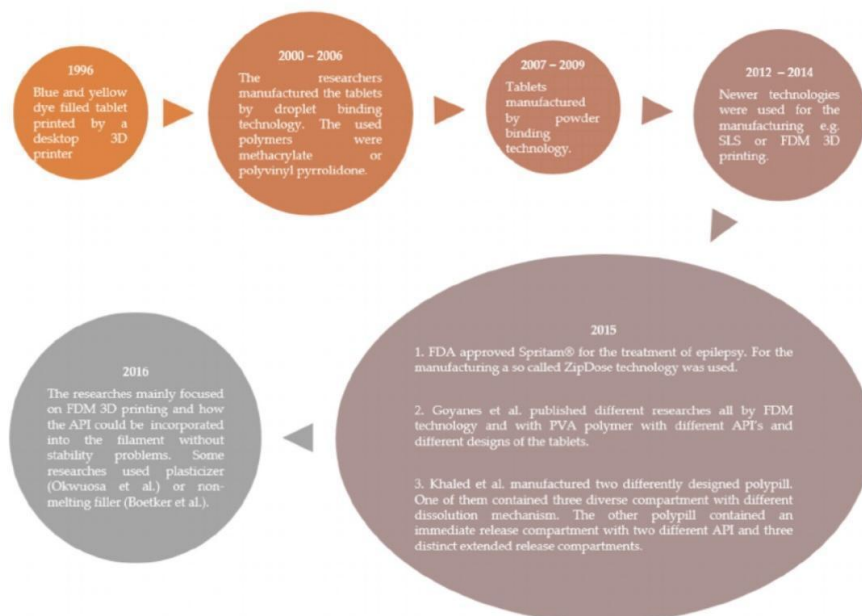 1996
Blue and yellow
dye filled tablet
printed by a
desktop 3D
printer
2000 – 2006
The researchers
manufactured the tablets
by droplet binding
technology. The used
polymers were
methacrylate or
polyvinyl pyrrolidone.
2007 – 2009
Tablets
manufactured
by powder
binding
technology.
2012 – 2014
Newer technologies
were used for the
manufacturing e.g.
SLS or FDM 3D
printing.
2015
1. FDA approved Spritam® for the treatment of epilepsy. For the
manufacturing a so called ZipDose technology was used.
2. Goyanes et al. published different researches all by FDM
technology and with PVA polymer with different API's and
different designs of the tablets.
3. Khaled et al. manufactured two differently designed polypill.
One of them contained three diverse compartment with different
dissolution mechanism. The other polypill contained an
immediate release compartment with two different API and three
distinct extended release compartments.
2016
The researches mainly focused
on FDM 3D printing and how
the API could be incorporated
into the filament without
stability problems. Some
researches used plasticizer
(Okwuosa et al.) or non-
melting filler (Boetker et al.).